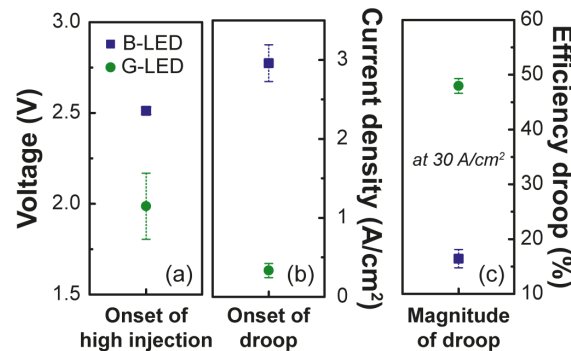 Voltage (V)
3.0
2.5
2.0
1.5
B-LED
G-LED
(a)
Onset of
high injection
(b)
Onset of
droop
3
2
1
0
Current density (A/cm²)
at 30 A/cm²
(c)
Magnitude
of droop
60
50
40
30
20
10
Efficiency droop (%)